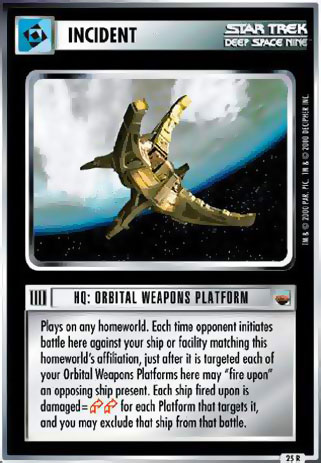 INCIDENT
STAR TREK
DEEP SPACE NINE
TM & © 2000 PAR. PIC. TM & © 2000 DECIPHER INC.
HQ: ORBITAL WEAPONS PLATFORM
Plays on any homeworld. Each time opponent initiates
battle here against your ship or facility matching this
homeworld's affiliation, just after it is targeted each of
your Orbital Weapons Platforms here may "fire upon"
an opposing ship present. Each ship fired upon is
damaged= for each Platform that targets it,
and you may exclude that ship from that battle.
25 R